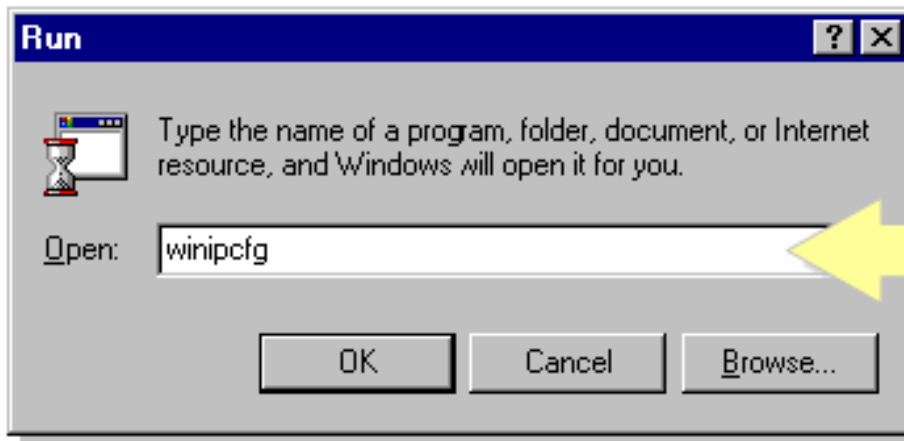 Run
Type the name of a program, folder, document, or Internet
resource, and Windows will open it for you.
Open: winipcfg
OK Cancel Browse...